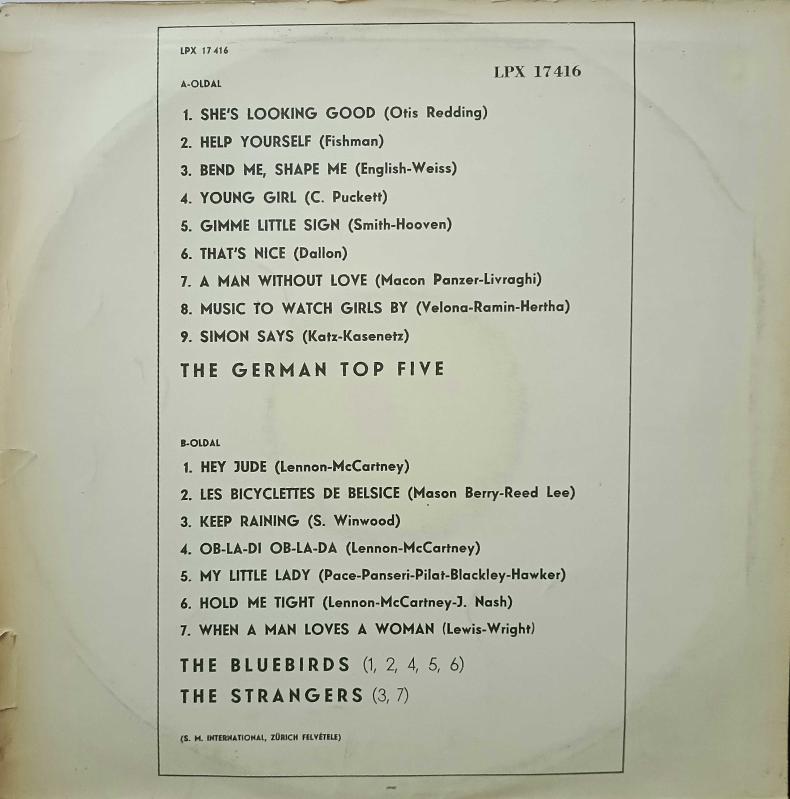 LPX 17 416
LPX 17416
A-OLDAL
1. SHE'S LOOKING GOOD (Otis Redding)
2. HELP YOURSELF (Fishman)
3. BEND ME, SHAPE ME (English-Weiss)
4. YOUNG GIRL (C. Puckett)
5. GIMME LITTLE SIGN (Smith-Hooven)
6. THAT'S NICE (Dallon)
7. A MAN WITHOUT LOVE (Macon Panzer-Livraghi)
8. MUSIC TO WATCH GIRLS BY (Velona-Ramin-Hertha)
9. SIMON SAYS (Katz-Kasenetz)
THE GERMAN TOP FIVE
B-OLDAL
1. HEY JUDE (Lennon-McCartney)
2. LES BICYCLETTES DE BELSICE (Mason Berry-Reed Lee)
3. KEEP RAINING (S. Winwood)
4. OB-LA-DI OB-LA-DA (Lennon-McCartney)
5. MY LITTLE LADY (Pace-Panseri-Pilat-Blackley-Hawker)
6. HOLD ME TIGHT (Lennon-McCartney-J. Nash)
7. WHEN A MAN LOVES A WOMAN (Lewis-Wright)
THE BLUEBIRDS (1, 2, 4, 5, 6)
THE STRANGERS (3, 7)
(S. M. INTERNATIONAL, ZÜRICH FELVÉTELE)